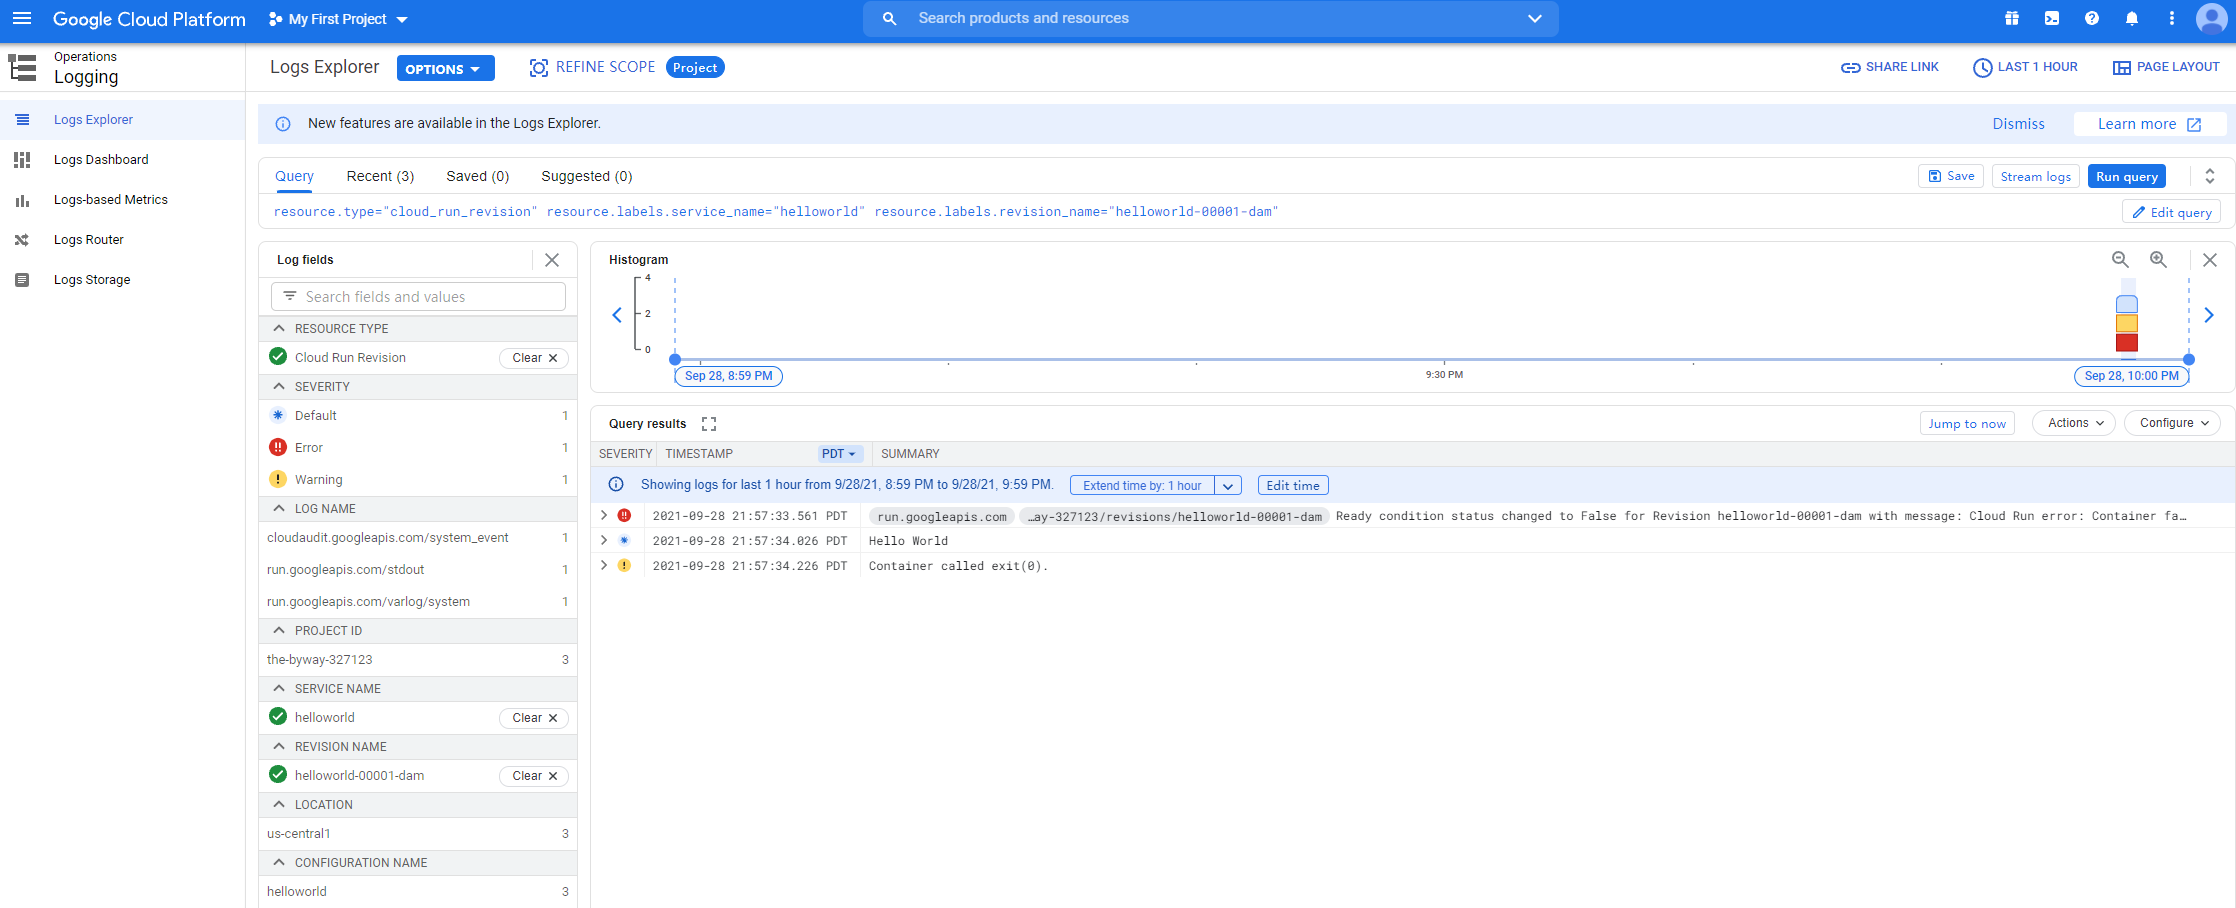 Google Cloud Platform My First Project Search products and resources
Operations
Logging
Logs Explorer OPTIONS REFINE SCOPE Project SHARE LINK LAST 1 HOUR PAGE LAYOUT
Logs Explorer
Logs Dashboard
Logs-based Metrics
Logs Router
Logs Storage
New features are available in the Logs Explorer. Dismiss Learn more
Query Recent (3) Saved (0) Suggested (0) Save Stream logs Run query
resource.type="cloud_run_revision" resource.labels.service_name="helloworld" resource.labels.revision_name="helloworld-00001-dam" Edit query
Log fields
Search fields and values
RESOURCE TYPE
Cloud Run Revision Clear
SEVERITY
Default 1
Error 1
Warning 1
LOG NAME
cloudaudit.googleapis.com/system_event 1
run.googleapis.com/stdout 1
run.googleapis.com/varlog/system 1
PROJECT ID
the-byway-327123 3
SERVICE NAME
helloworld Clear
REVISION NAME
helloworld-00001-dam Clear
LOCATION
us-central1 3
CONFIGURATION NAME
helloworld 3
Histogram
4
2
0
Sep 28, 8:59 PM 9:30 PM Sep 28, 10:00 PM
Query results Jump to now Actions Configure
SEVERITY TIMESTAMP PDT SUMMARY
Showing logs for last 1 hour from 9/28/21, 8:59 PM to 9/28/21, 9:59 PM. Extend time by: 1 hour Edit time
2021-09-28 21:57:33.561 PDT run.googleapis.com …ay-327123/revisions/helloworld-00001-dam Ready condition status changed to False for Revision helloworld-00001-dam with message: Cloud Run error: Container fa…
2021-09-28 21:57:34.026 PDT Hello World
2021-09-28 21:57:34.226 PDT Container called exit(0).